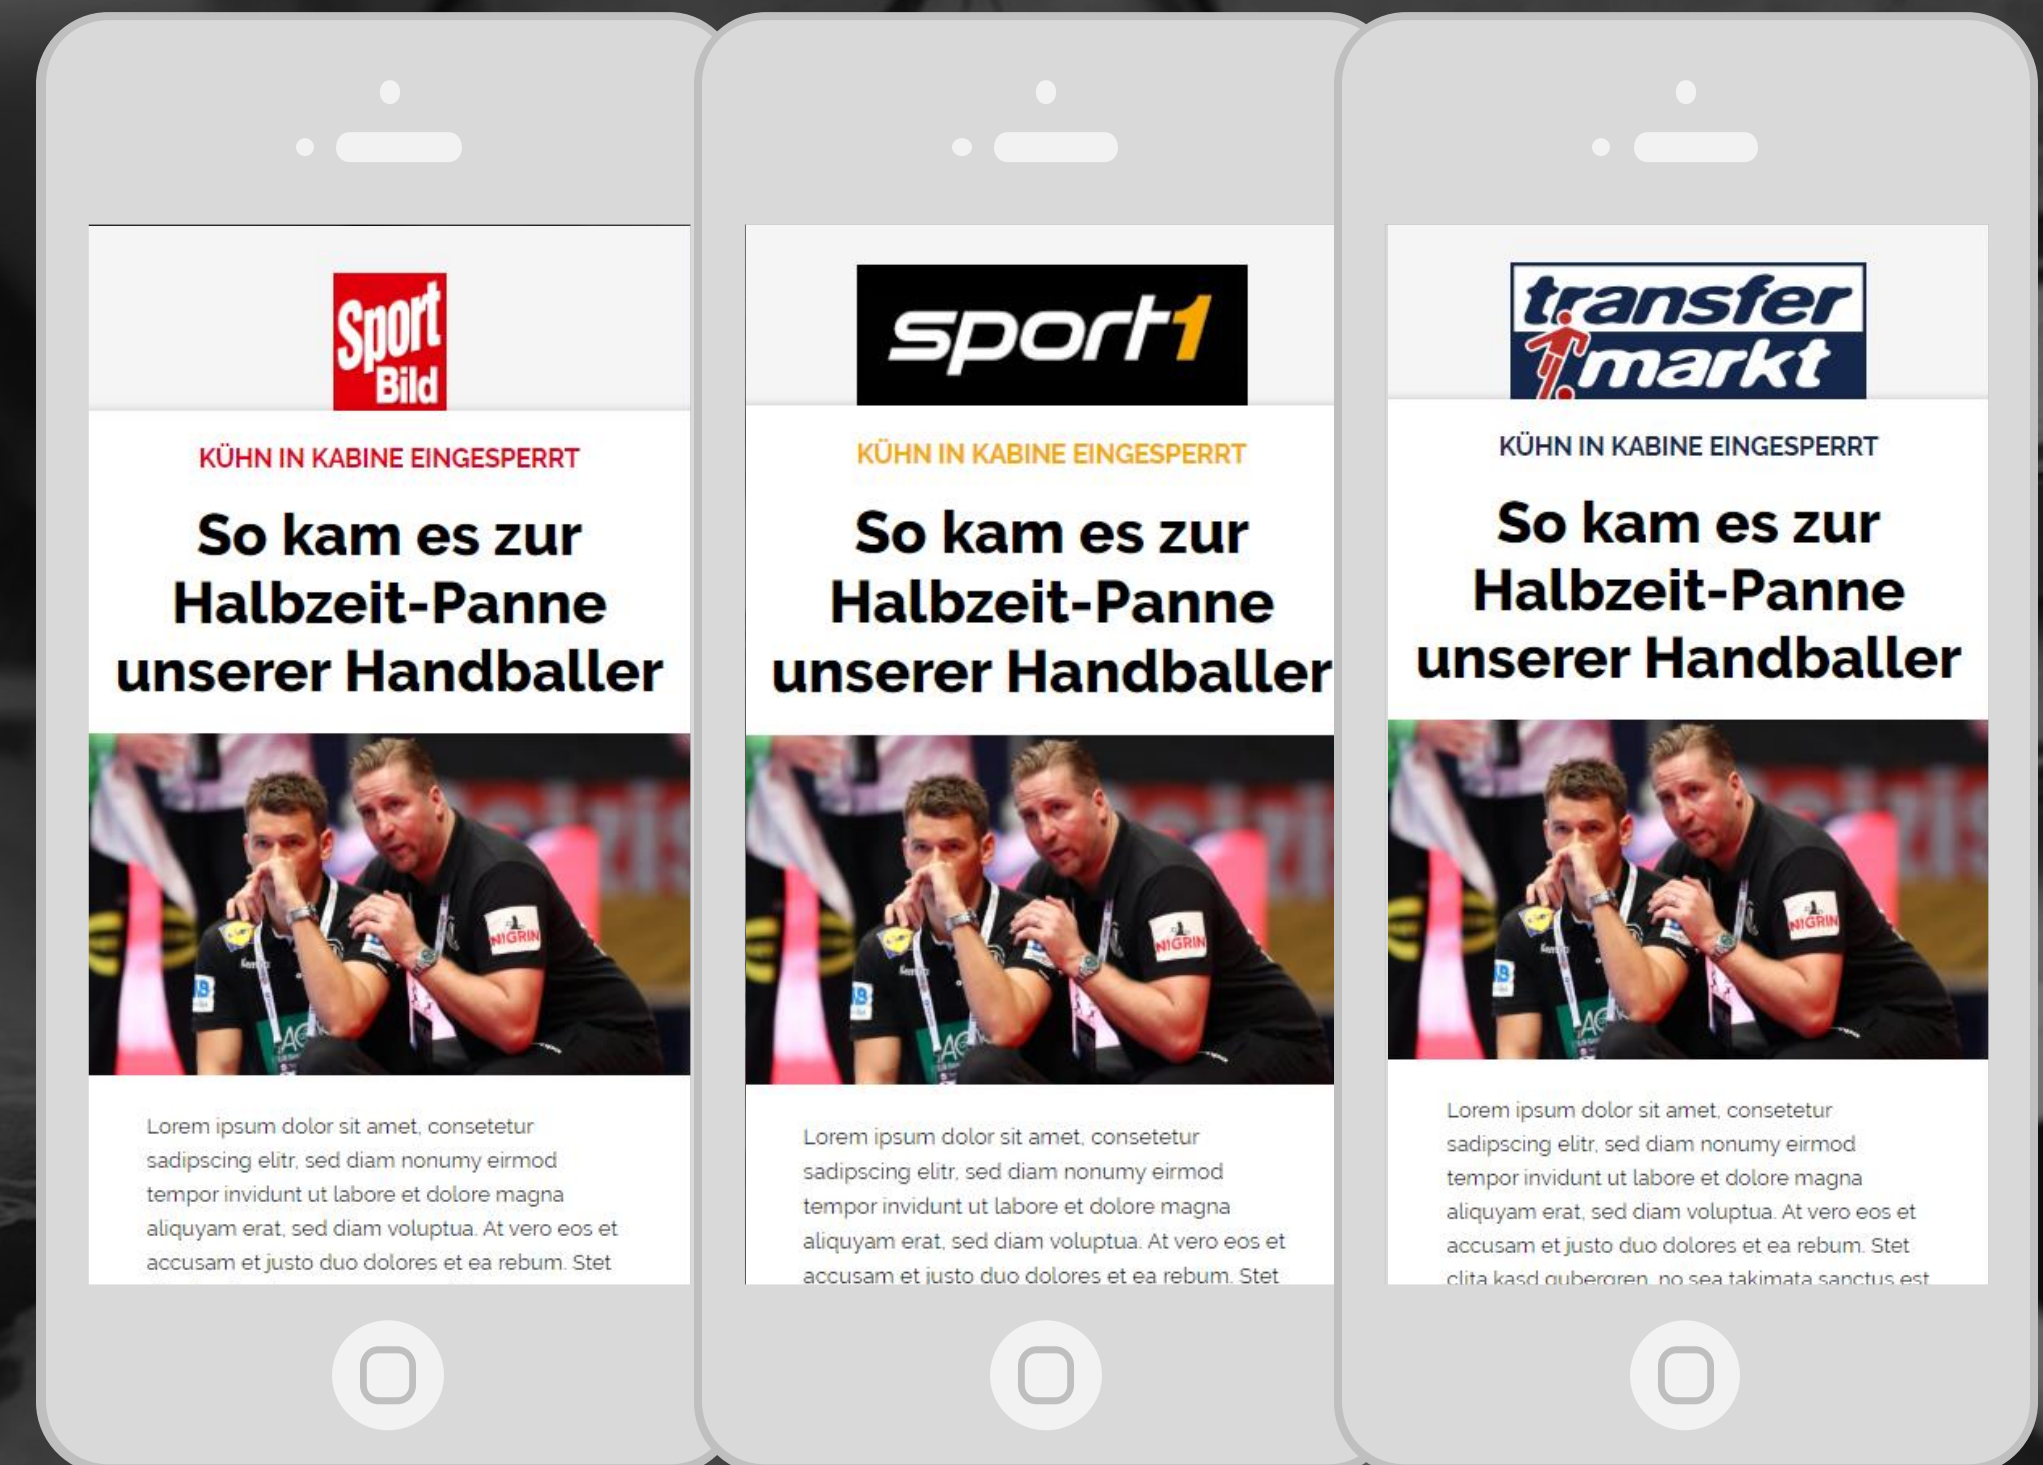 Sport
Bild
KÜHN IN KABINE EINGESPERRT
So kam es zur
Halbzeit-Panne
unserer Handballer
NIGRIN
Lorem ipsum dolor sit amet, consetetur
sadipscing elitr, sed diam nonumy eirmod
tempor invidunt ut labore et dolore magna
aliquyam erat, sed diam voluptua. At vero eos et
accusam et justo duo dolores et ea rebum. Stet
sport1
KÜHN IN KABINE EINGESPERRT
So kam es zur
Halbzeit-Panne
unserer Handballer
NIGRIN
Lorem ipsum dolor sit amet, consetetur
sadipscing elitr, sed diam nonumy eirmod
tempor invidunt ut labore et dolore magna
aliquyam erat, sed diam voluptua. At vero eos et
accusam et justo duo dolores et ea rebum. Stet
transfer
markt
KÜHN IN KABINE EINGESPERRT
So kam es zur
Halbzeit-Panne
unserer Handballer
NIGRIN
Lorem ipsum dolor sit amet, consetetur
sadipscing elitr, sed diam nonumy eirmod
tempor invidunt ut labore et dolore magna
aliquyam erat, sed diam voluptua. At vero eos et
accusam et justo duo dolores et ea rebum. Stet
clita kasd gubergren, no sea takimata sanctus est